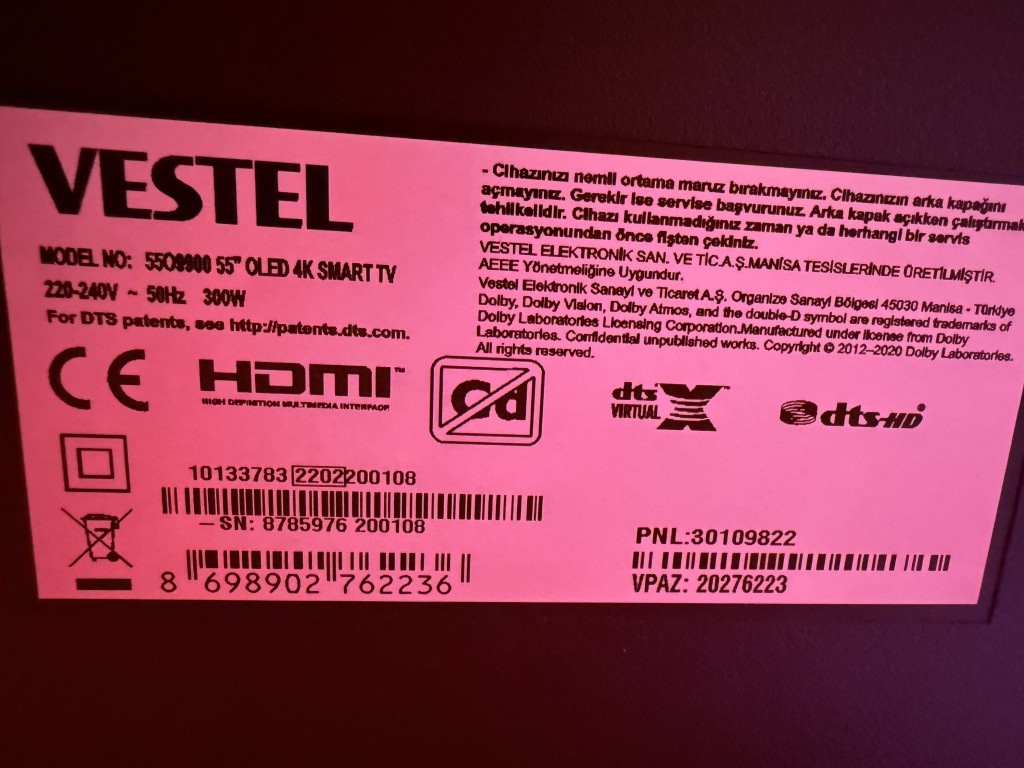 VESTEL
MODEL NO: 55O9900 55" OLED 4K SMART TV
220-240V ~ 50Hz 300W
For DTS patents, see http://patents.dts.com.
- Cihazınızı nemli ortama maruz bırakmayınız. Cihazınızın arka kapağını
açmayınız. Gerekir ise servise başvurunuz. Arka kapak açıkken çalıştırmak
tehlikelidir. Cihazı kullanmadığınız zaman ya da herhangi bir servis
operasyonundan önce fişten çekiniz.
VESTEL ELEKTRONİK SAN. VE TİC.A.Ş.MANİSA TESİSLERİNDE ÜRETİLMİŞTİR.
AEEE Yönetmeliğine Uygundur.
Vestel Elektronik Sanayi ve Ticaret A.Ş. Organize Sanayi Bölgesi 45030 Manisa - Türkiye
Dolby, Dolby Vision, Dolby Atmos, and the double-D symbol are registered trademarks of
Dolby Laboratories Licensing Corporation.Manufactured under license from Dolby
Laboratories. Confidential unpublished works. Copyright © 2012-2020 Dolby Laboratories.
All rights reserved.
CE
HDMI™
HIGH DEFINITION MULTIMEDIA INTERFACE
Cd
dts X™
VIRTUAL
dts-HD®
10133783 2202 200108
-SN: 8785976 200108
8 698902 762236
PNL:30109822
VPAZ: 20276223